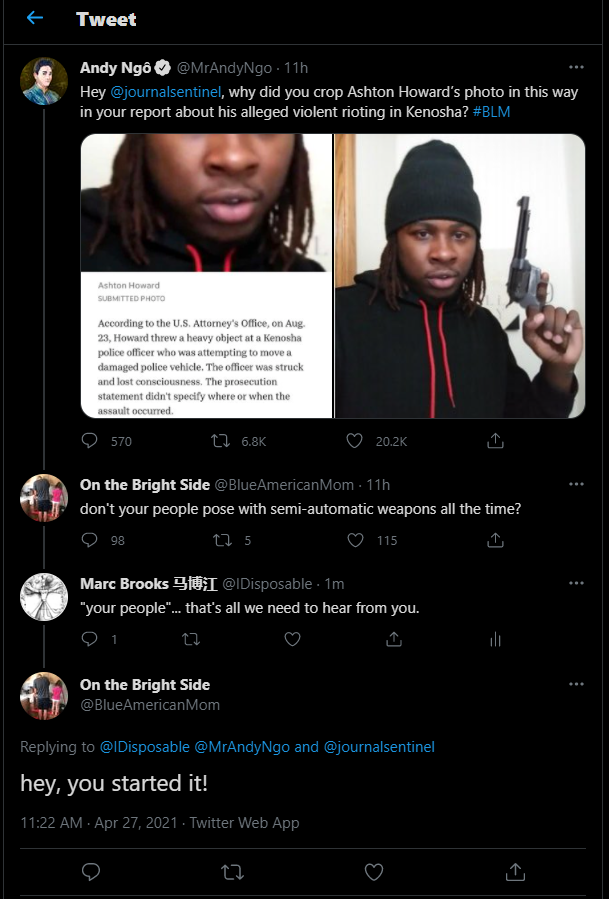 Tweet
Andy Ngô @MrAndyNgo · 11h
Hey @journalsentinel, why did you crop Ashton Howard’s photo in this way
in your report about his alleged violent rioting in Kenosha? #BLM
Ashton Howard
SUBMITTED PHOTO
According to the U.S. Attorney's Office, on Aug.
23, Howard threw a heavy object at a Kenosha
police officer who was attempting to move a
damaged police vehicle. The officer was struck
and lost consciousness. The prosecution
statement didn't specify where or when the
assault occurred.
570 6.8K 20.2K
On the Bright Side @BlueAmericanMom · 11h
don't your people pose with semi-automatic weapons all the time?
98 5 115
Marc Brooks 马博江 @IDisposable · 1m
"your people"... that's all we need to hear from you.
1
On the Bright Side
@BlueAmericanMom
Replying to @IDisposable @MrAndyNgo and @journalsentinel
hey, you started it!
11:22 AM · Apr 27, 2021 · Twitter Web App